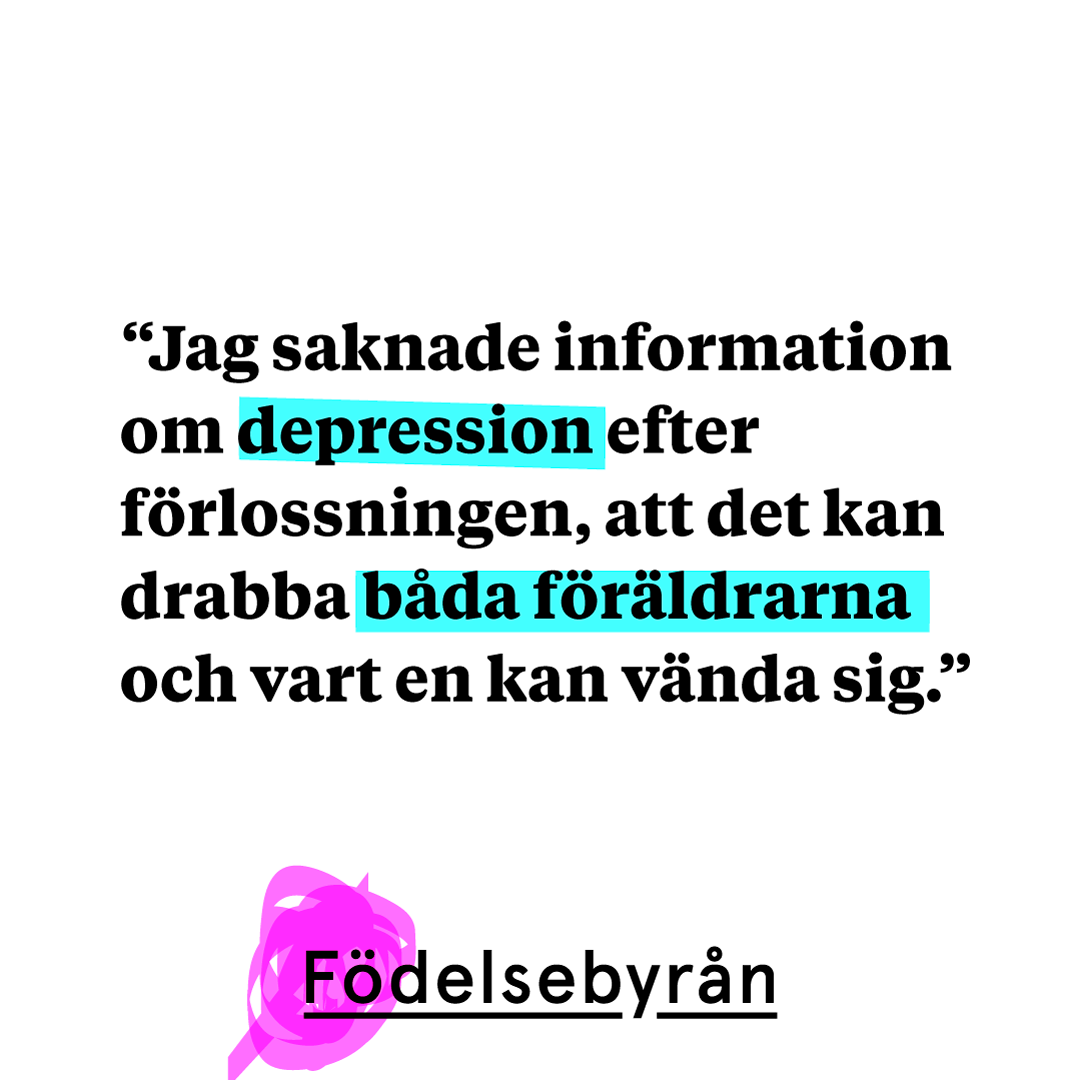 “Jag saknade information
om depression efter
förlossningen, att det kan
drabba båda föräldrarna
och vart en kan vända sig.”
Födelsebyrån